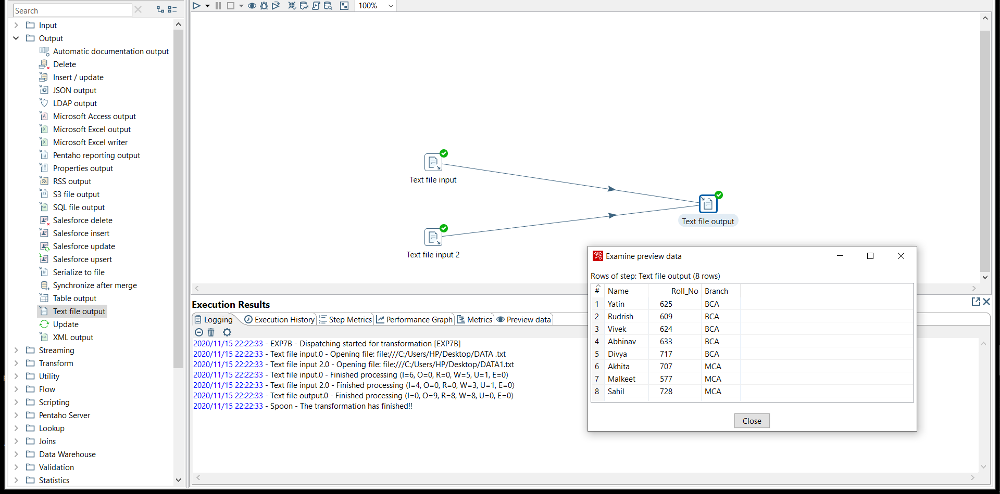 Search
Input
Output
Automatic documentation output
Delete
Insert / update
JSON output
LDAP output
Microsoft Access output
Microsoft Excel output
Microsoft Excel writer
Pentaho reporting output
Properties output
RSS output
S3 file output
SQL file output
Salesforce delete
Salesforce insert
Salesforce update
Salesforce upsert
Serialize to file
Synchronize after merge
Table output
Text file output
Update
XML output
Streaming
Transform
Utility
Flow
Scripting
Pentaho Server
Lookup
Joins
Data Warehouse
Validation
Statistics
100%
Text file input
Text file output
Text file input 2
Execution Results
Logging Execution History Step Metrics Performance Graph Metrics Preview data
2020/11/15 22:22:33 - EXP7B - Dispatching started for transformation [EXP7B]
2020/11/15 22:22:33 - Text file input.0 - Opening file: file:///C:/Users/HP/Desktop/DATA .txt
2020/11/15 22:22:33 - Text file input 2.0 - Opening file: file:///C:/Users/HP/Desktop/DATA1.txt
2020/11/15 22:22:33 - Text file input.0 - Finished processing (I=6, O=0, R=0, W=5, U=1, E=0)
2020/11/15 22:22:33 - Text file input 2.0 - Finished processing (I=4, O=0, R=0, W=3, U=1, E=0)
2020/11/15 22:22:33 - Text file output.0 - Finished processing (I=0, O=9, R=8, W=8, U=0, E=0)
2020/11/15 22:22:33 - Spoon - The transformation has finished!!
Examine preview data
Rows of step: Text file output (8 rows)
# Name Roll_No Branch
1 Yatin 625 BCA
2 Rudrish 609 BCA
3 Vivek 624 BCA
4 Abhinav 633 BCA
5 Divya 717 BCA
6 Akhita 707 MCA
7 Malkeet 577 MCA
8 Sahil 728 MCA
Close